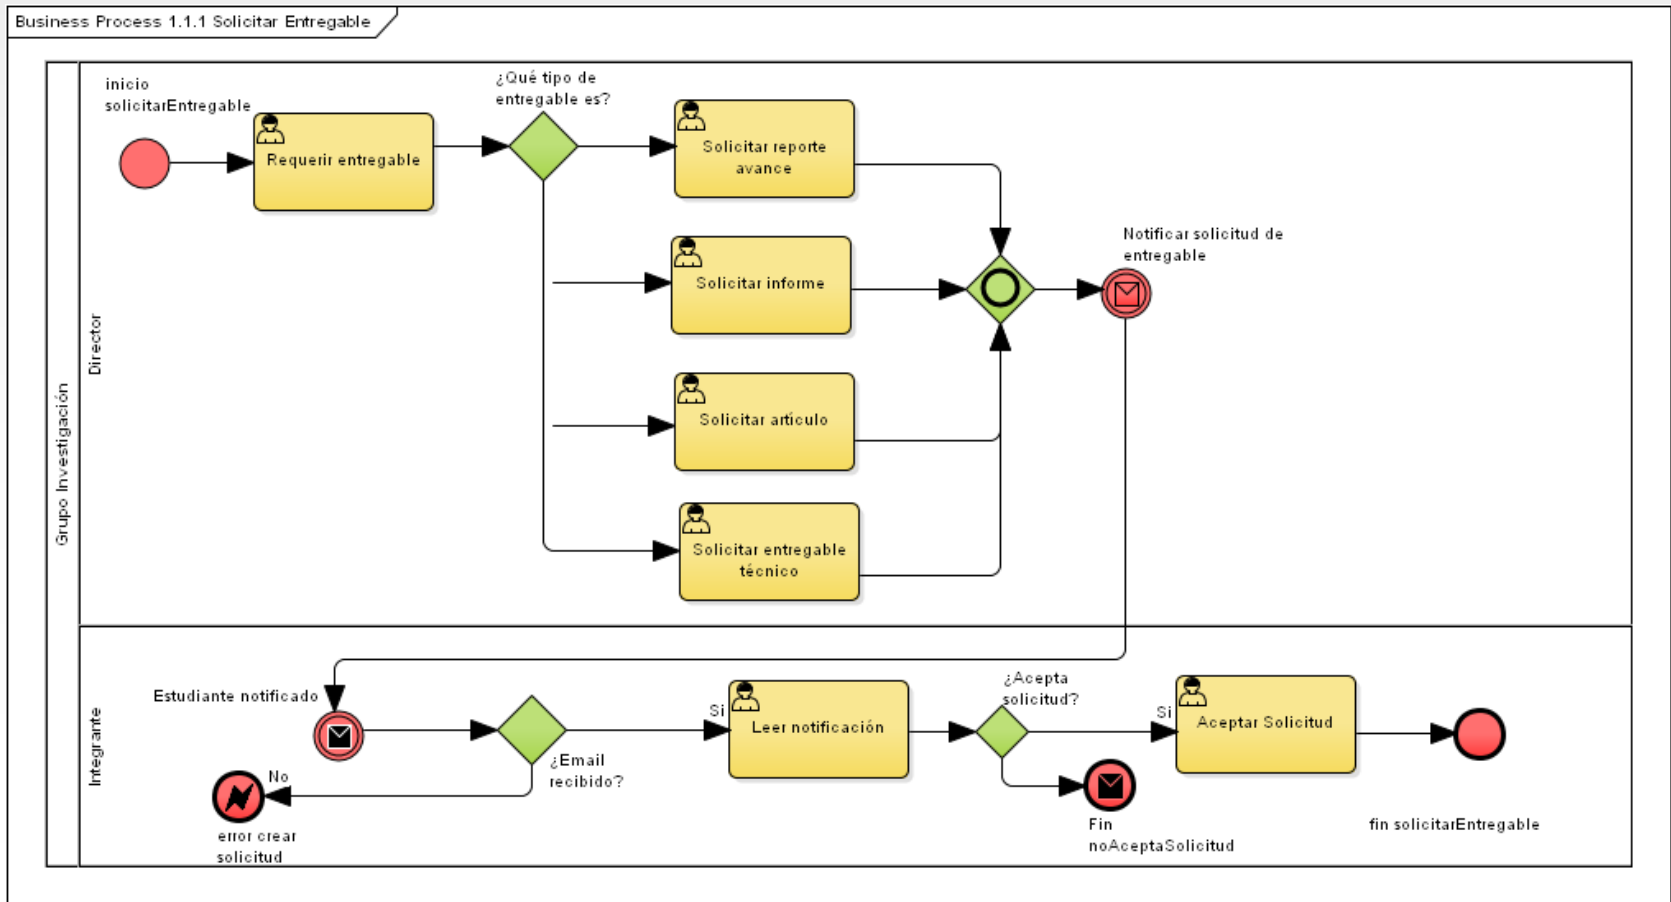 Business Process 1.1.1 Solicitar Entregable
Grupo Investigación
Director
inicio
solicitarEntregable
Requerir entregable
¿Qué tipo de
entregable es?
Solicitar reporte
avance
Solicitar informe
Solicitar artículo
Solicitar entregable
técnico
Notificar solicitud de
entregable
Integrante
Estudiante notificado
¿Email
recibido?
No
error crear
solicitud
Si
Leer notificación
¿Acepta
solicitud?
Si
Aceptar Solicitud
Fin
noAceptaSolicitud
fin solicitarEntregable